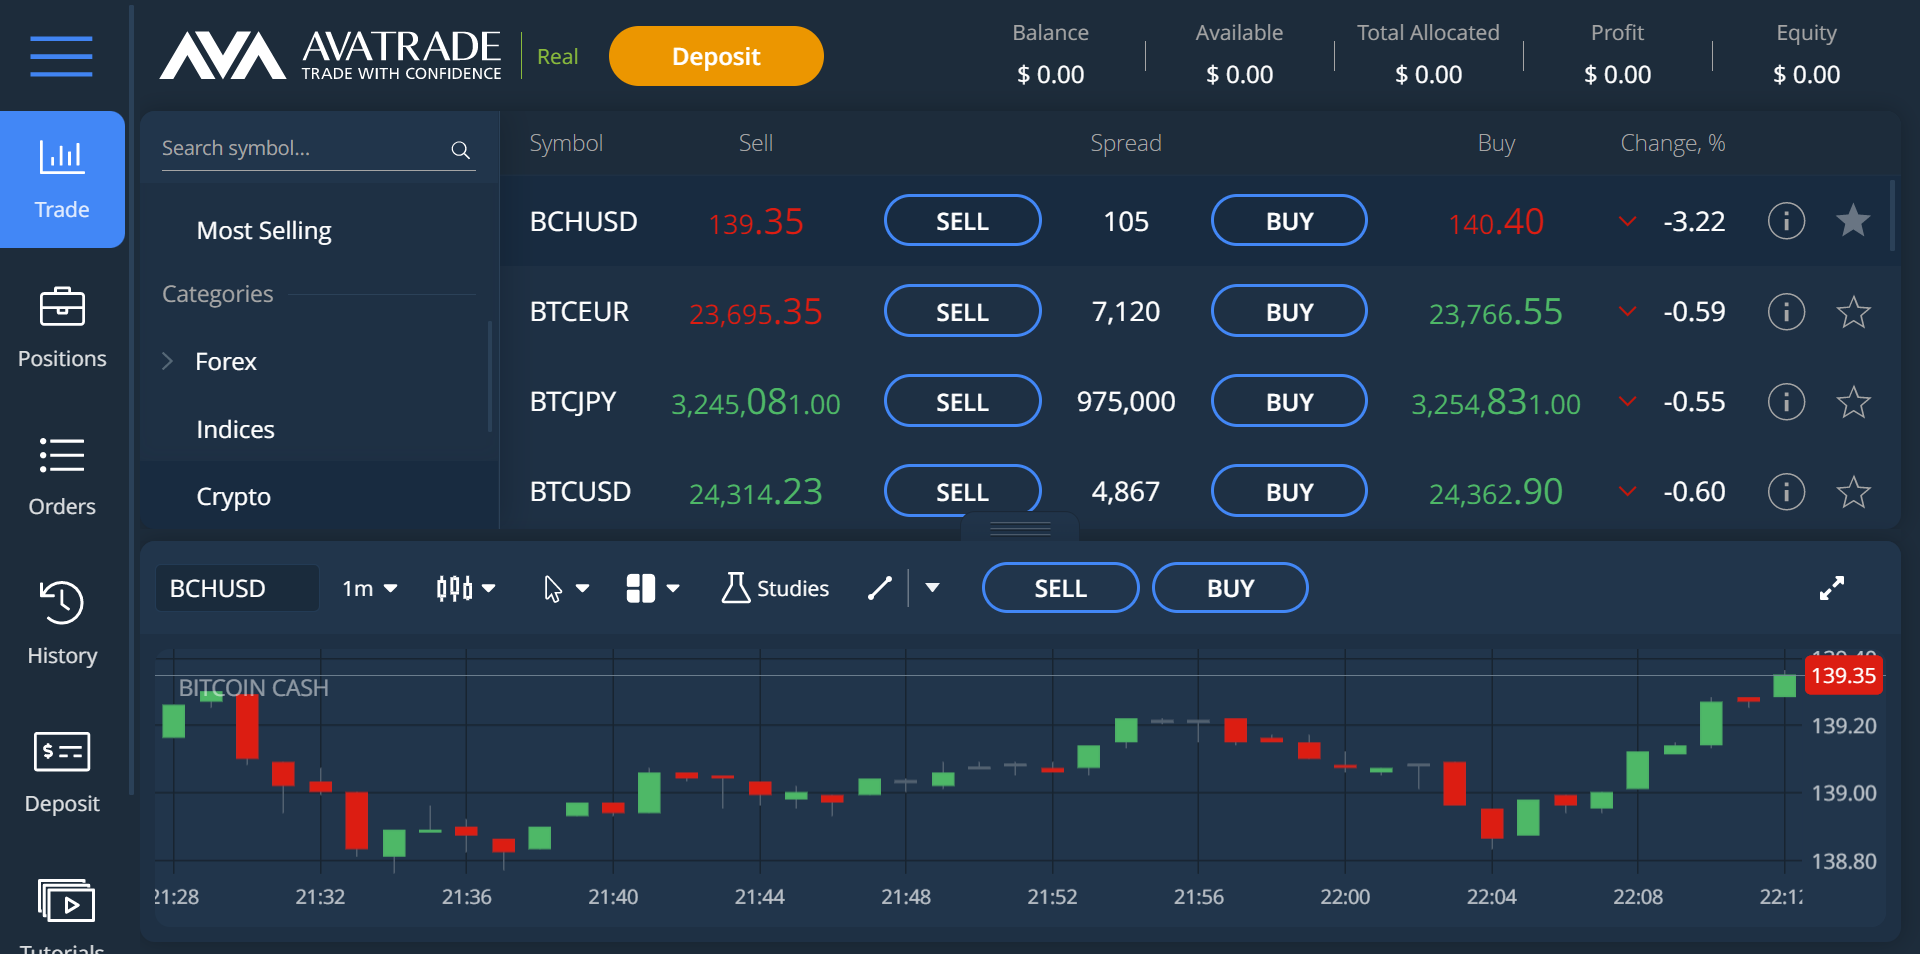 AVATRADE
TRADE WITH CONFIDENCE
Real
Deposit
Balance
$ 0.00
Available
$ 0.00
Total Allocated
$ 0.00
Profit
$ 0.00
Equity
$ 0.00
Trade
Positions
Orders
History
Deposit
Tutorials
Search symbol...
Most Selling
Categories
Forex
Indices
Crypto
Symbol Sell Spread Buy Change, %
BCHUSD 139.35 SELL 105 BUY 140.40 -3.22
BTCEUR 23,695.35 SELL 7,120 BUY 23,766.55 -0.59
BTCJPY 3,245,081.00 SELL 975,000 BUY 3,254,831.00 -0.55
BTCUSD 24,314.23 SELL 4,867 BUY 24,362.90 -0.60
BCHUSD 1m Studies SELL BUY
BITCOIN CASH
139.40
139.35
139.20
139.00
138.80
21:28 21:32 21:36 21:40 21:44 21:48 21:52 21:56 22:00 22:04 22:08 22:12